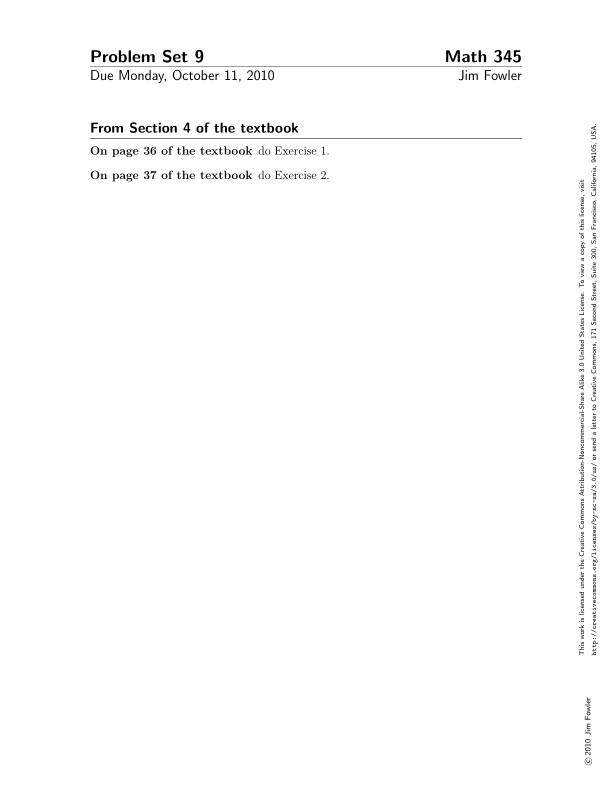 Problem Set 9 Math 345
Due Monday, October 11, 2010 Jim Fowler
From Section 4 of the textbook
On page 36 of the textbook do Exercise 1.
On page 37 of the textbook do Exercise 2.
This work is licensed under the Creative Commons Attribution-Noncommercial-Share Alike 3.0 United States License. To view a copy of this license, visit
http://creativecommons.org/licenses/by-nc-sa/3.0/us/ or send a letter to Creative Commons, 171 Second Street, Suite 300, San Francisco, California, 94105, USA.
© 2010 Jim Fowler